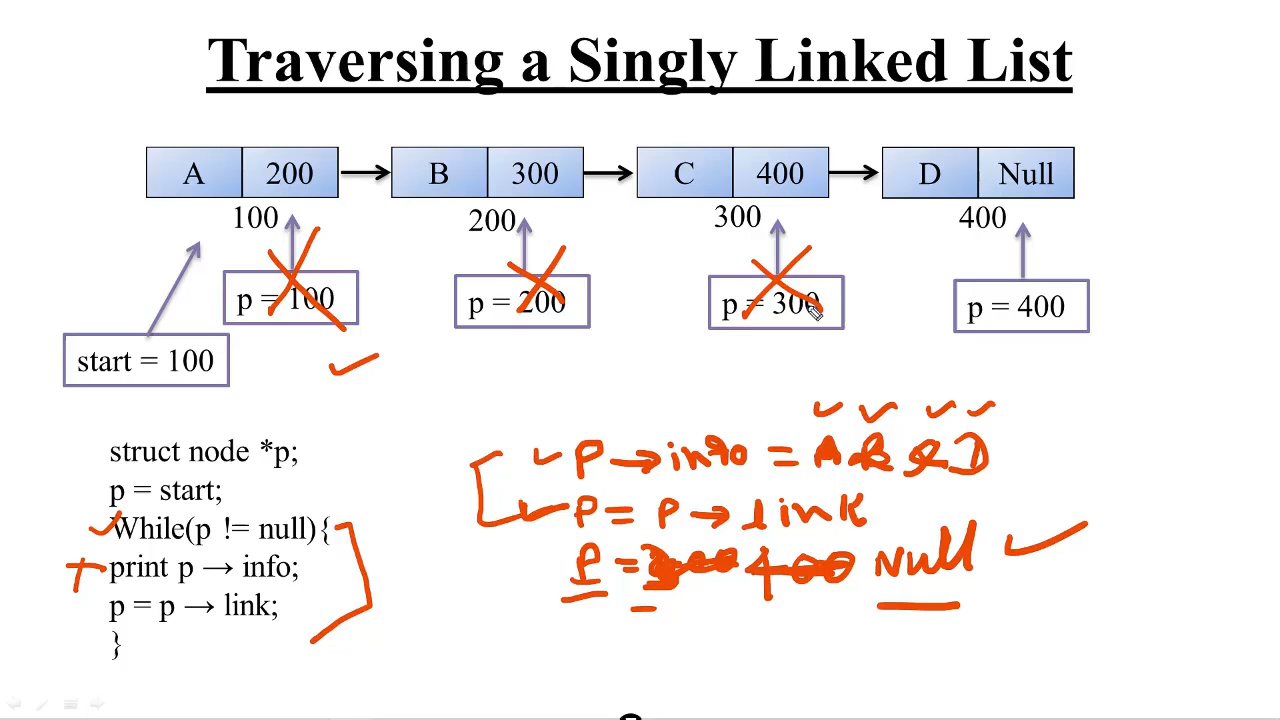 Traversing a Singly Linked List
A 200 B 300 C 400 D Null
100 200 300 400
p = 100 p = 200 p = 300 p = 400
start = 100
struct node *p;
p = start;
While(p != null){
print p → info;
p = p → link;
}
P → info = A B C D
P = P → link
P = 400 Null